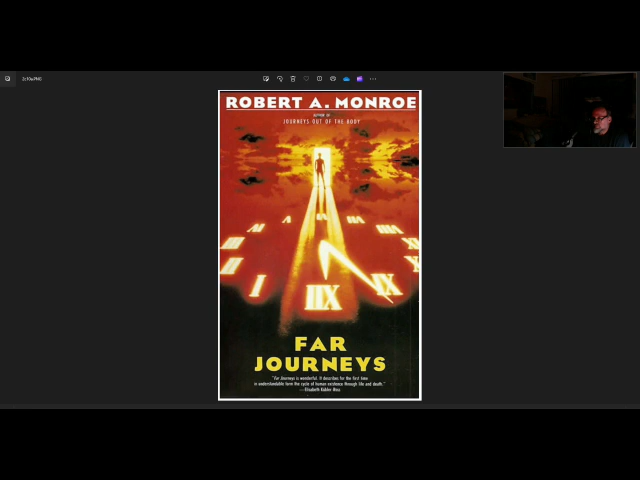 ROBERT A. MONROE
AUTHOR OF
JOURNEYS OUT OF THE BODY
I
IX
FAR
JOURNEYS
"Far Journeys is wonderful. It describes for the first time
in understandable form the cycle of human existence through life and death."
—Elisabeth Kübler-Ross